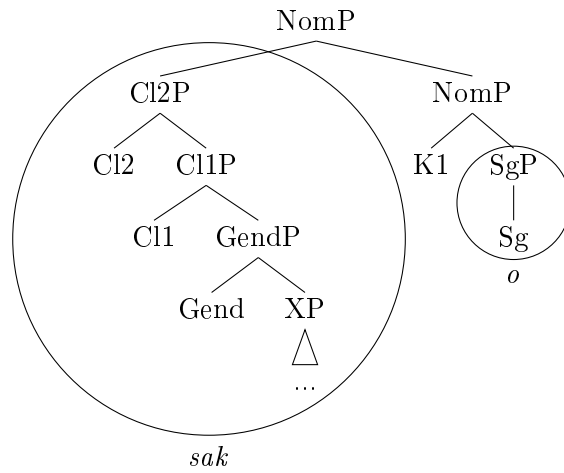 NomP
Cl2P NomP
Cl2 Cl1P K1 SgP
Cl1 GendP Sg
o
Gend XP
...
sak